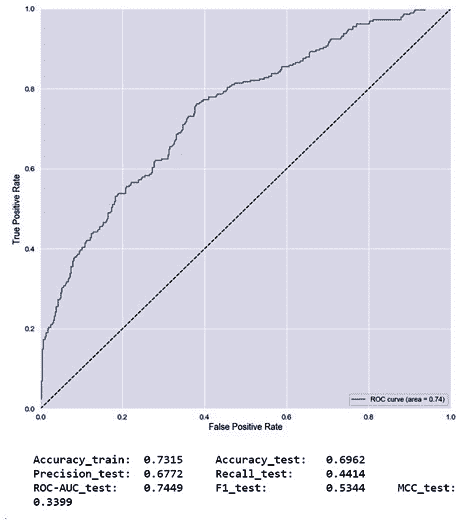 1.0
0.8
0.6
0.4
0.2
0.0
True Positive Rate
ROC curve (area = 0.74)
0.0 0.2 0.4 0.6 0.8 1.0
False Positive Rate
Accuracy_train: 0.7315 Accuracy_test: 0.6962
Precision_test: 0.6772 Recall_test: 0.4414
ROC-AUC_test: 0.7449 F1_test: 0.5344 MCC_test:
0.3399